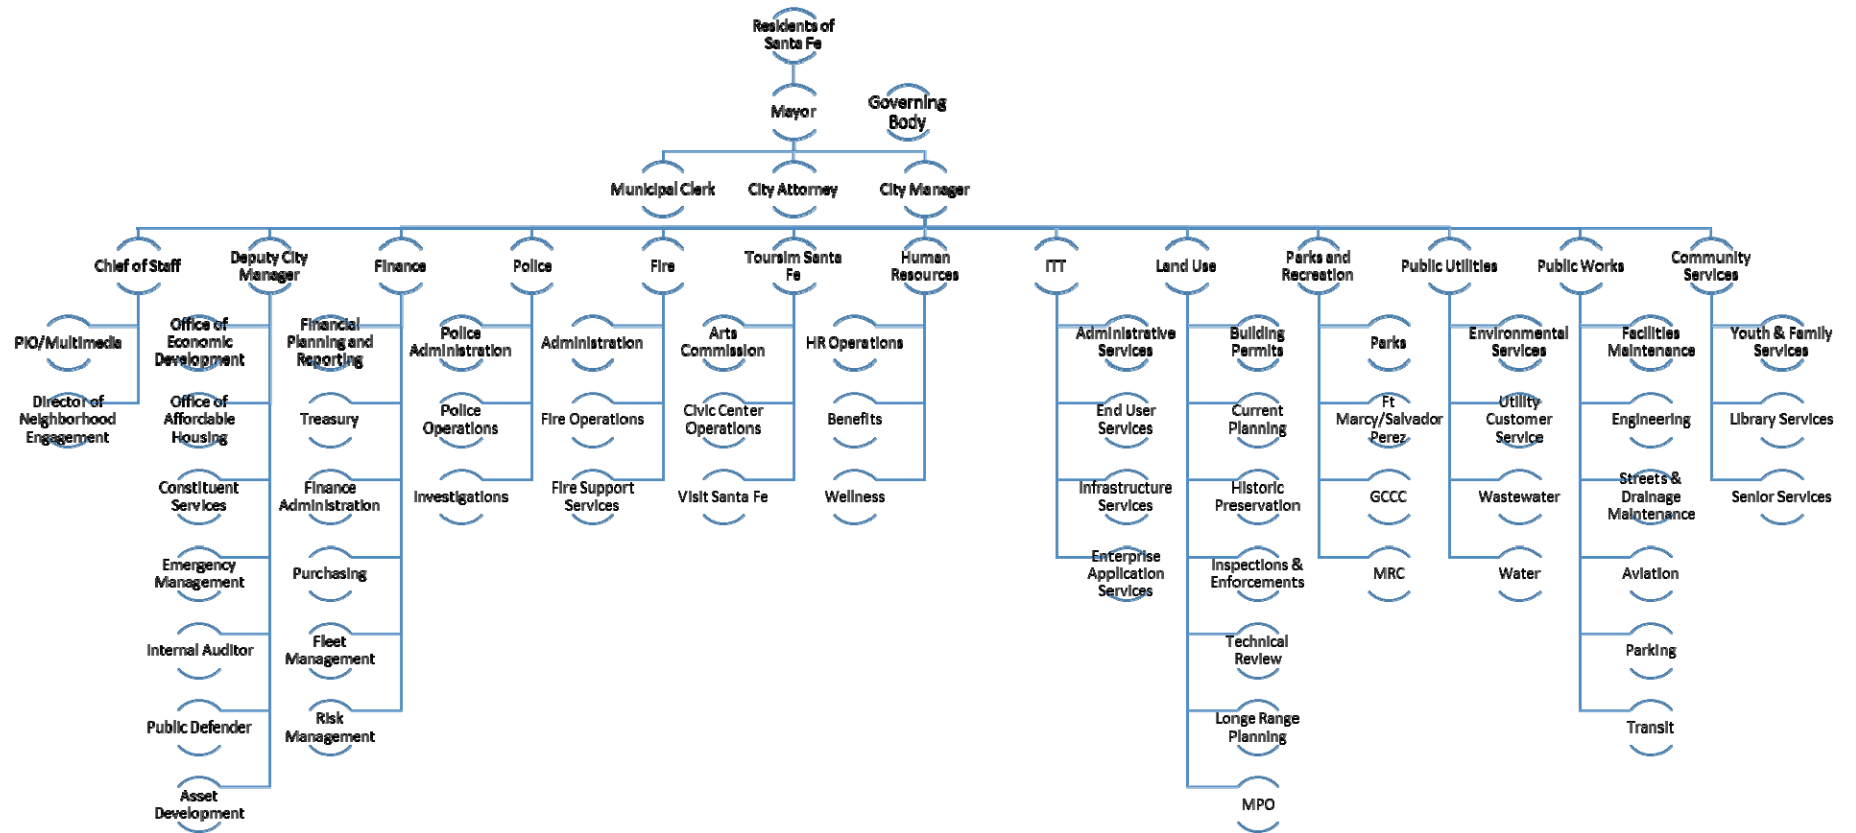 Residents of
Santa Fe
Mayor
Governing
Body
Municipal Clerk
City Attorney
City Manager
Chief of Staff
Deputy City
Manager
Finance
Police
Fire
Toursim Santa
Fe
Human
Resources
ITT
Land Use
Parks and
Recreation
Public Utilities
Public Works
Community
Services
PIO/Multimedia
Director of
Neighborhood
Engagement
Office of
Economic
Development
Office of
Affordable
Housing
Constituent
Services
Emergency
Management
Internal Auditor
Public Defender
Asset
Development
Financial
Planning and
Reporting
Treasury
Finance
Administration
Purchasing
Fleet
Management
Risk
Management
Police
Administration
Police
Operations
Investigations
Administration
Fire Operations
Fire Support
Services
Arts
Commission
Civic Center
Operations
Visit Santa Fe
HR Operations
Benefits
Wellness
Administrative
Services
End User
Services
Infrastructure
Services
Enterprise
Application
Services
Building
Permits
Current
Planning
Historic
Preservation
Inspections &
Enforcements
Technical
Review
Longe Range
Planning
MPO
Parks
Ft
Marcy/Salvador
Perez
GCCC
MRC
Environmental
Services
Utility
Customer
Service
Wastewater
Water
Facilities
Maintenance
Engineering
Streets &
Drainage
Maintenance
Aviation
Parking
Transit
Youth & Family
Services
Library Services
Senior Services